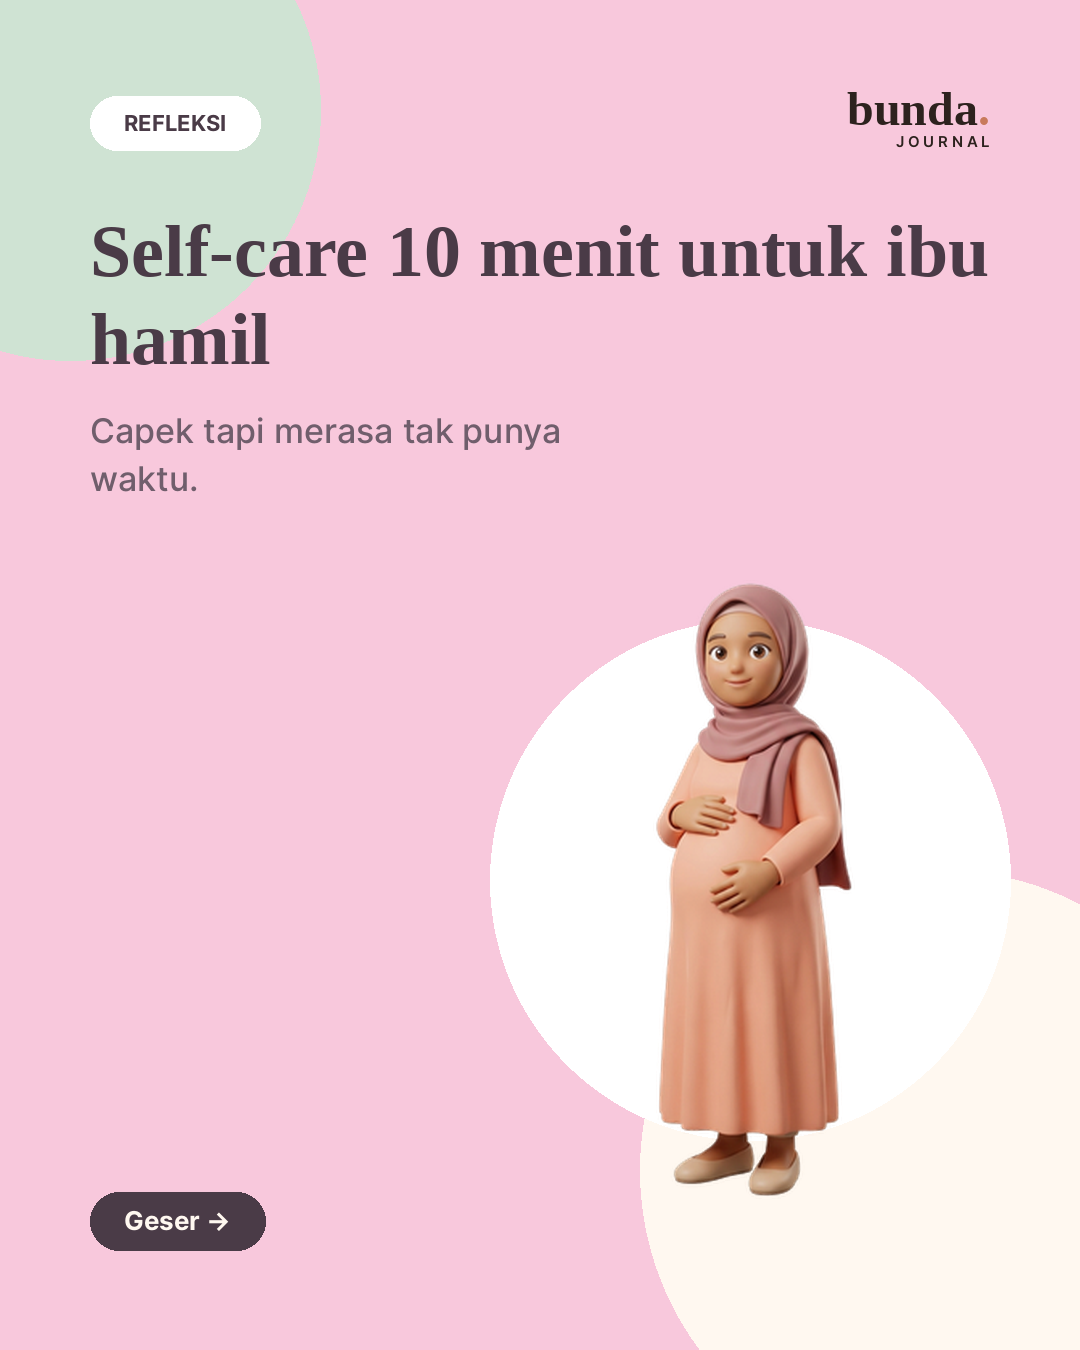 REFLEKSI
bunda.
JOURNAL
Self-care 10 menit untuk ibu
hamil
Capek tapi merasa tak punya
waktu.
Geser →